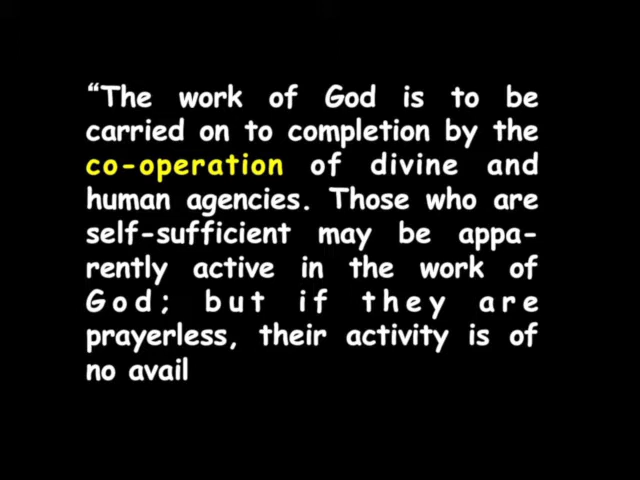 “The work of God is to be
carried on to completion by the
co-operation of divine and
human agencies. Those who are
self-sufficient may be appa-
rently active in the work of
God; but if they are
prayerless, their activity is of
no avail